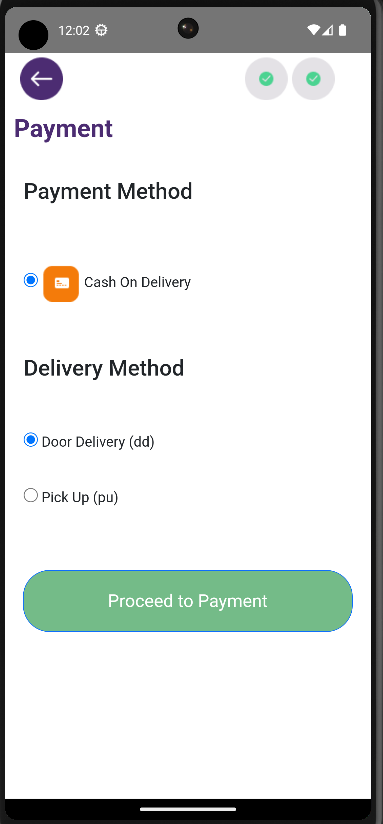 12:02
Payment
Payment Method
Cash On Delivery
Delivery Method
Door Delivery (dd)
Pick Up (pu)
Proceed to Payment